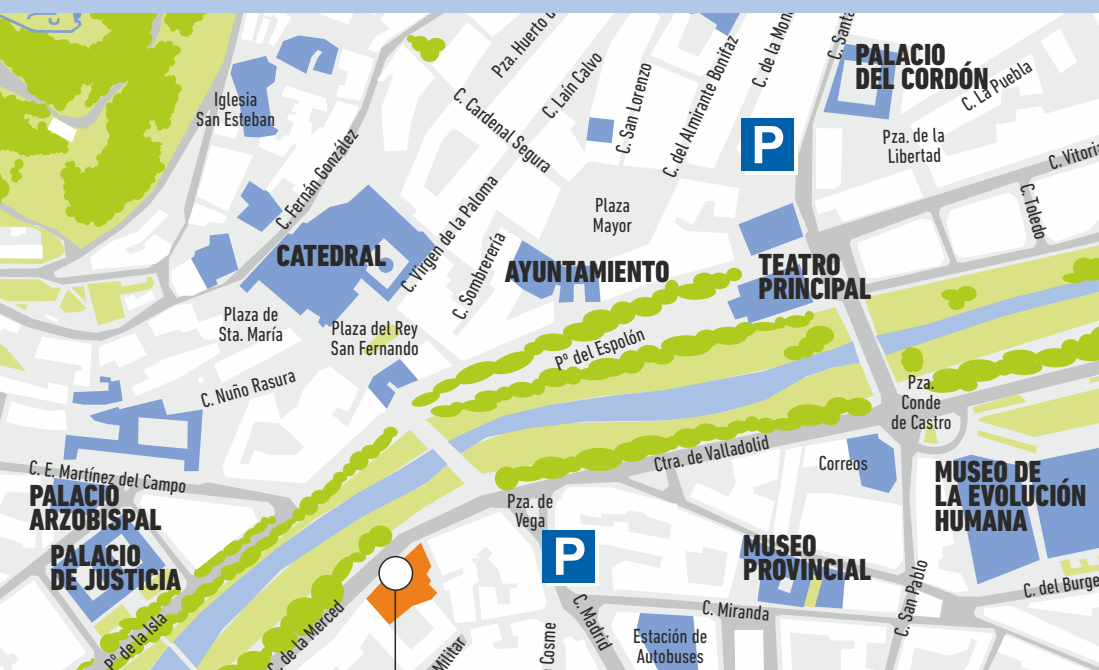 Pza. Huerto
C. de la Mon
C. Santa
PALACIO
DEL CORDÓN
C. La Puebla
Iglesia
San Esteban
C. Cardenal Segura
C. Laín Calvo
C. San Lorenzo
C. del Almirante Bonifaz
P
Pza. de la
Libertad
C. Vitoria
C. Fernán González
C. Toledo
Plaza
Mayor
C. Virgen de la Paloma
C. Sombrerería
CATEDRAL
AYUNTAMIENTO
TEATRO
PRINCIPAL
Plaza de
Sta. María
Plaza del Rey
San Fernando
Pº del Espolón
C. Nuño Rasura
Pza.
Conde
de Castro
Ctra. de Valladolid
Correos
C. E. Martínez del Campo
PALACIO
ARZOBISPAL
MUSEO DE
LA EVOLUCIÓN
HUMANA
Pza. de
Vega
P
PALACIO
DE JUSTICIA
MUSEO
PROVINCIAL
C. del Burge
C. San Pablo
C. Miranda
C. Madrid
Pº de la Isla
C. de la Merced
Militar
Cosme
Estación de
Autobuses